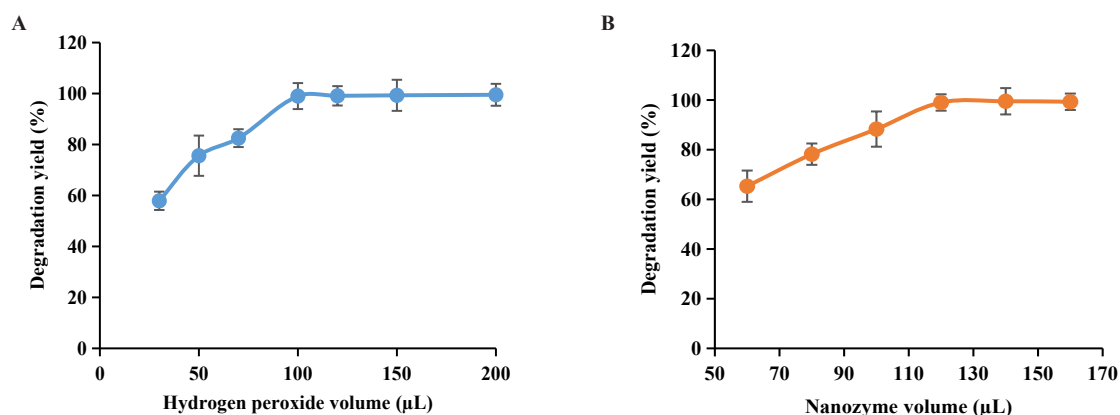 A
Degradation yield (%)
120
100
80
60
40
20
0
0 50 100 150 200
Hydrogen peroxide volume (µL)
B
Degradation yield (%)
120
100
80
60
40
20
0
50 70 90 110 130 150 170
Nanozyme volume (µL)